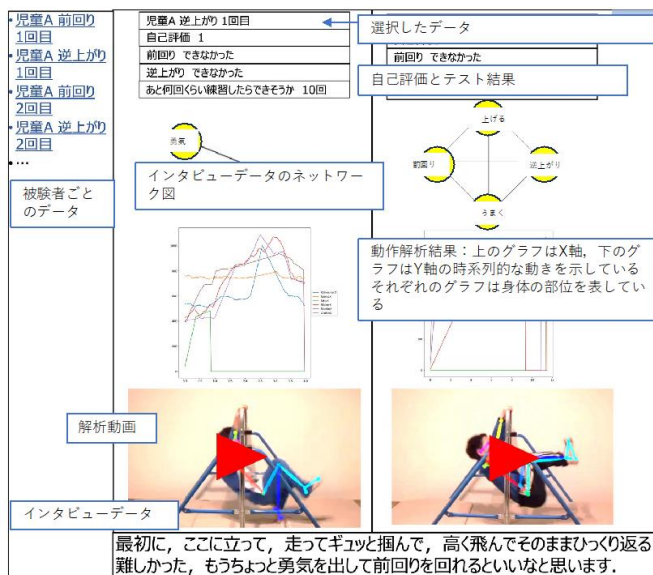 児童A 前回り
1回目
児童A 逆上がり
1回目
児童A 前回り
2回目
児童A 逆上がり
2回目
…
被験者ごと
のデータ
児童A 逆上がり 1回目
自己評価 1
前回り できなかった
逆上がり できなかった
あと何回くらい練習したらできそうか 10回
選択したデータ
前回り できなかった
自己評価とテスト結果
勇気
インタビューデータのネットワー
ク図
上げる
前回り
逆上がり
うまく
動作解析結果：上のグラフはX軸，下のグ
ラフはY軸の時系列的な動きを示している
それぞれのグラフは身体の部位を表してい
る
解析動画
インタビューデータ
最初に，ここに立って，走ってギュッと掴んで，高く飛んでそのままひっくり返る
難しかった，もうちょっと勇気を出して前回りを回れるといいなと思います．